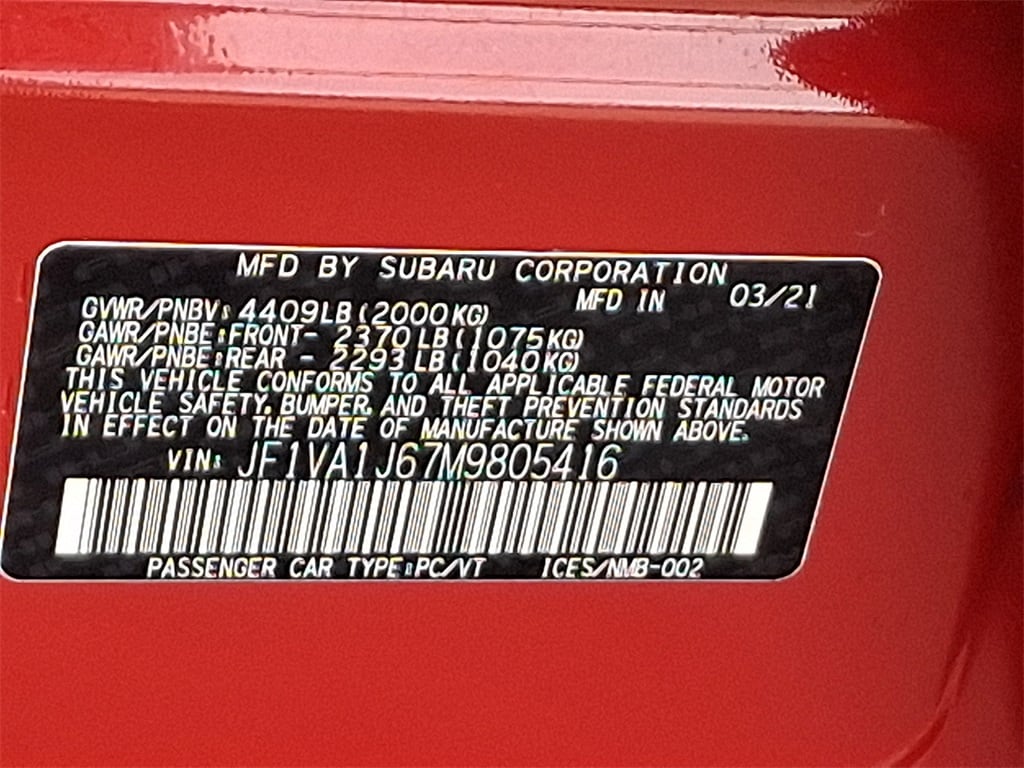 MFD BY SUBARU CORPORATION
MFD IN 03/21
GVWR/PNBV: 4409LB(2000KG)
GAWR/PNBE:FRONT- 2370LB(1075KG)
GAWR/PNBE:REAR - 2293LB(1040KG)
THIS VEHICLE CONFORMS TO ALL APPLICABLE FEDERAL MOTOR
VEHICLE SAFETY, BUMPER, AND THEFT PREVENTION STANDARDS
IN EFFECT ON THE DATE OF MANUFACTURE SHOWN ABOVE.
VIN: JF1VA1J67M9805416
PASSENGER CAR TYPE:PC/VT ICES/NMB-002